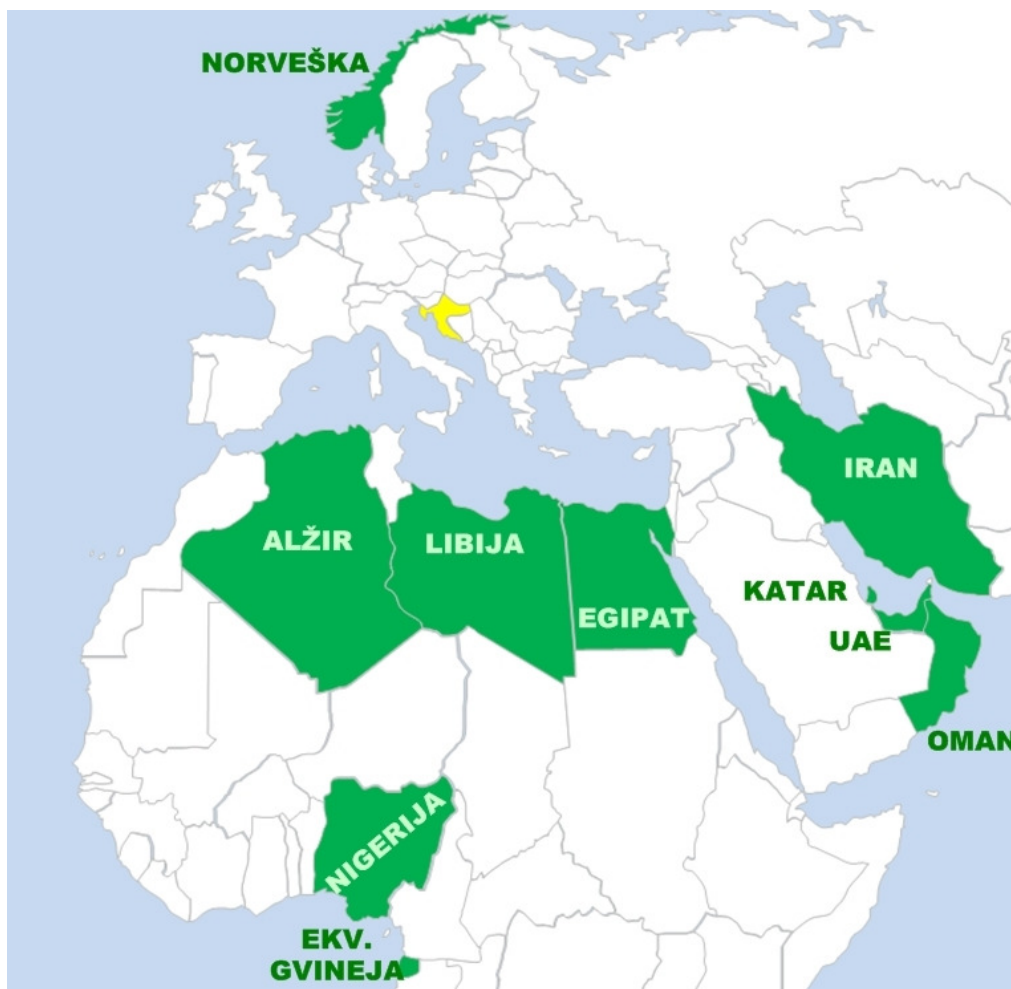 NORVEŠKA
IRAN
ALŽIR
LIBIJA
EGIPAT
KATAR
UAE
OMAN
NIGERIJA
EKV.
GVINEJA